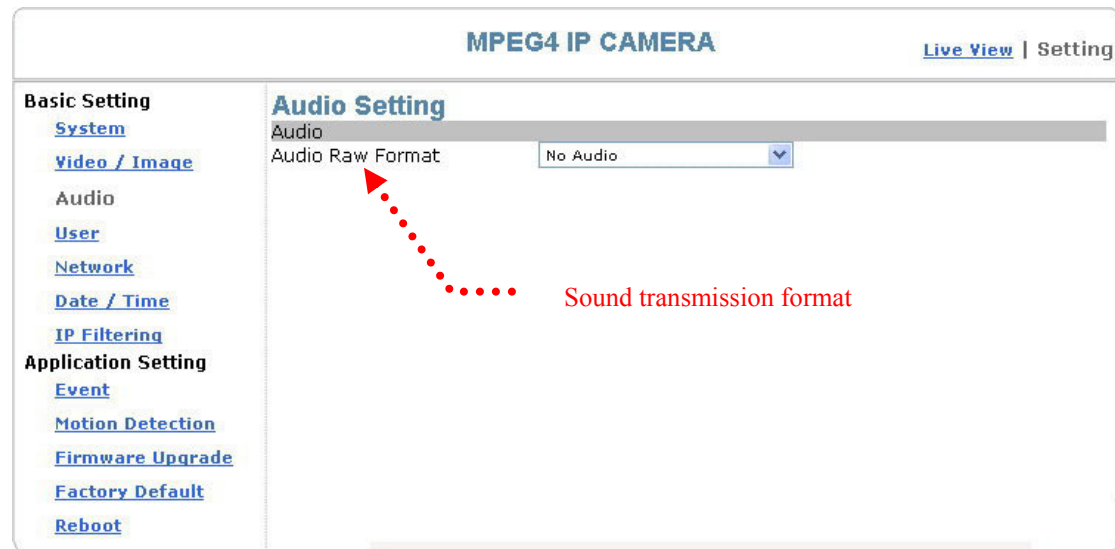 MPEG4 IP CAMERA
Live View | Setting
Basic Setting
System
Video / Image
Audio
User
Network
Date / Time
IP Filtering
Application Setting
Event
Motion Detection
Firmware Upgrade
Factory Default
Reboot
Audio Setting
Audio
Audio Raw Format
No Audio
Sound transmission format